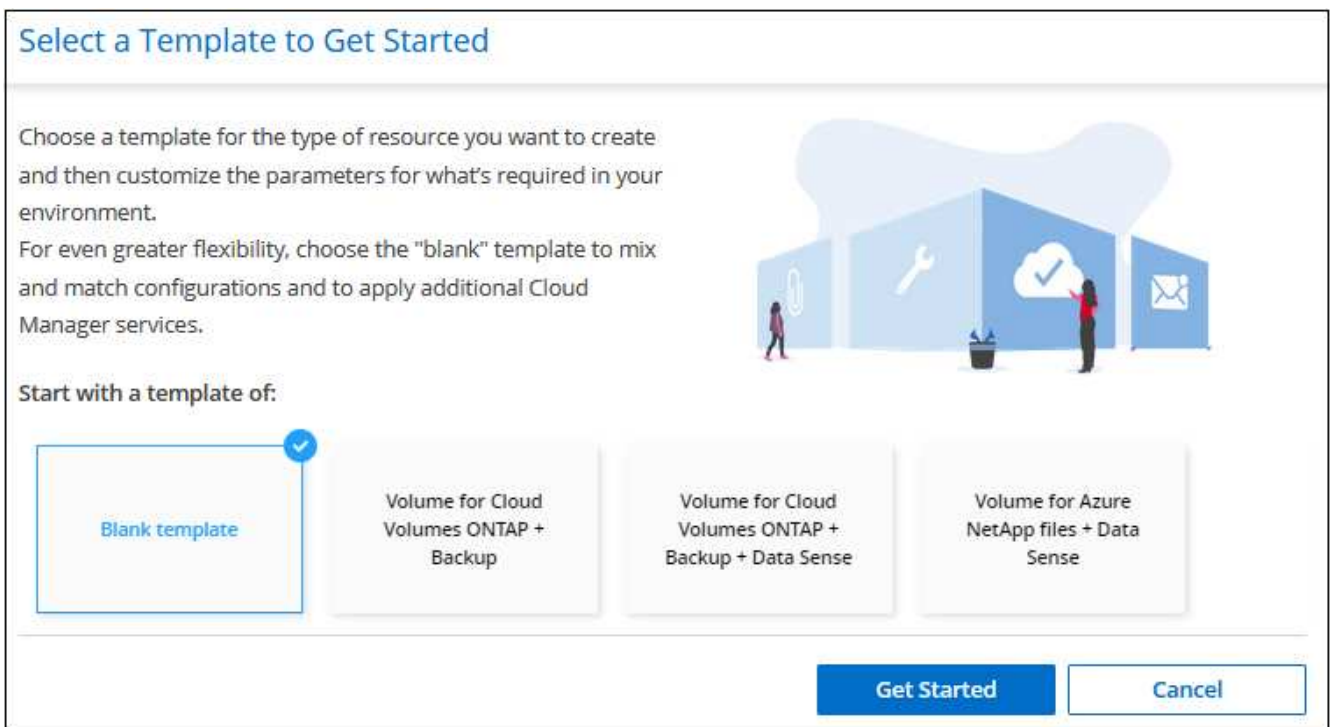 Select a Template to Get Started
Choose a template for the type of resource you want to create
and then customize the parameters for what's required in your
environment.
For even greater flexibility, choose the "blank" template to mix
and match configurations and to apply additional Cloud
Manager services.
Start with a template of:
Blank template
Volume for Cloud
Volumes ONTAP +
Backup
Volume for Cloud
Volumes ONTAP +
Backup + Data Sense
Volume for Azure
NetApp files + Data
Sense
Get Started
Cancel